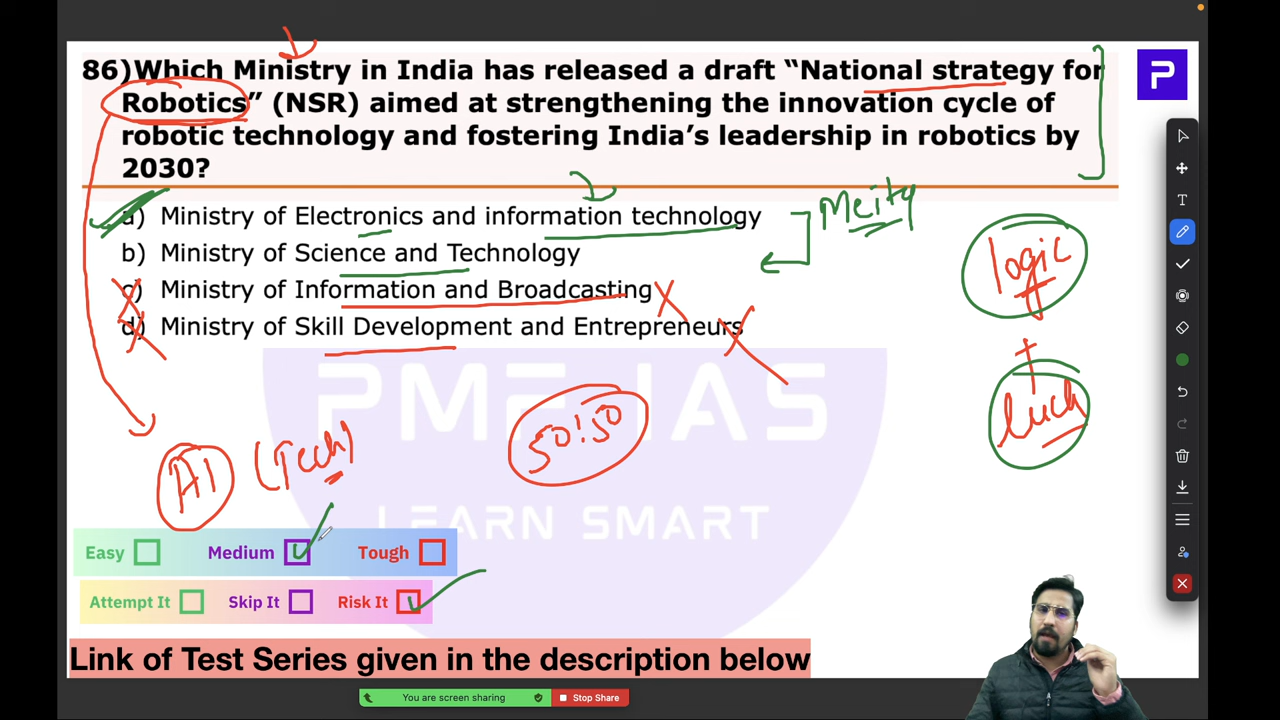 86)Which Ministry in India has released a draft “National strategy for
Robotics” (NSR) aimed at strengthening the innovation cycle of
robotic technology and fostering India’s leadership in robotics by
2030?
a) Ministry of Electronics and information technology
b) Ministry of Science and Technology
c) Ministry of Information and Broadcasting
d) Ministry of Skill Development and Entrepreneurs
Meity
logic
+
luck
50:50
AI (Tech)
PMF IAS
LEARN SMART
Easy Medium Tough
Attempt It Skip It Risk It
Link of Test Series given in the description below
You are screen sharing Stop Share
P
T